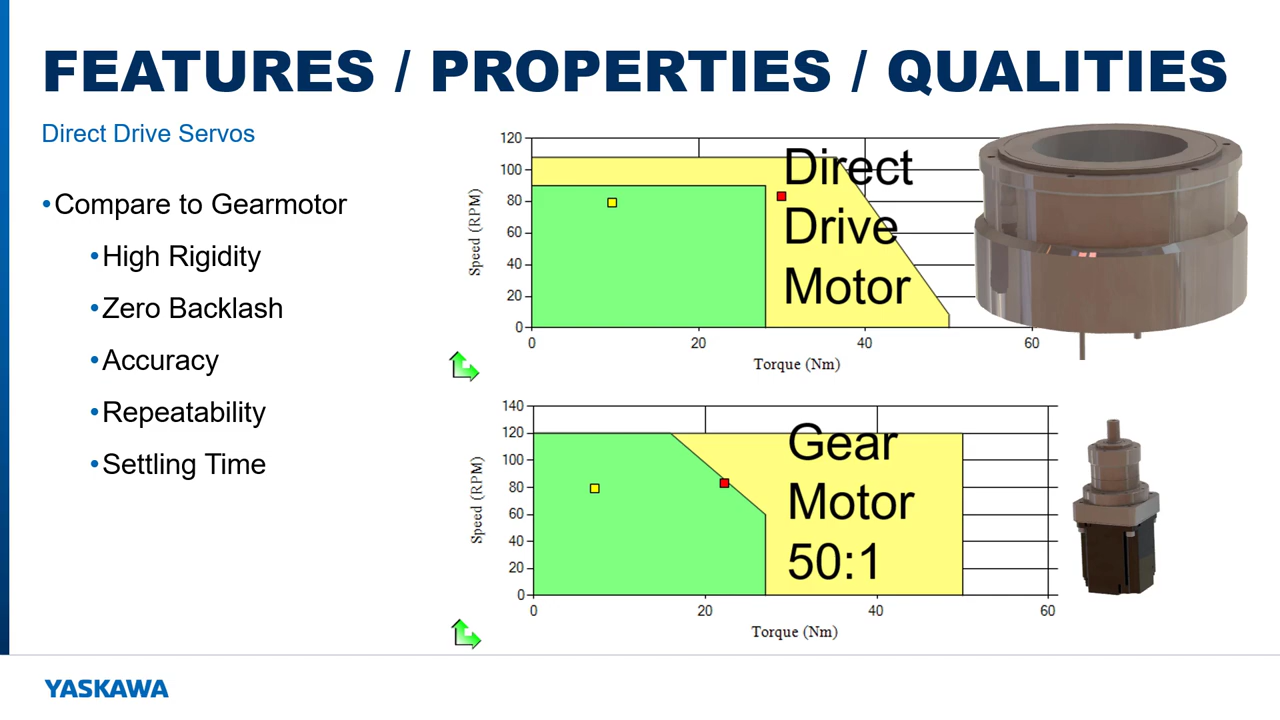 FEATURES / PROPERTIES / QUALITIES
Direct Drive Servos
•Compare to Gearmotor
•High Rigidity
•Zero Backlash
•Accuracy
•Repeatability
•Settling Time
120
100
80
60
40
20
0
Speed (RPM)
0 20 40 60
Torque (Nm)
Direct
Drive
Motor
140
120
100
80
60
40
20
0
Speed (RPM)
0 20 40 60
Torque (Nm)
Gear
Motor
50:1
YASKAWA